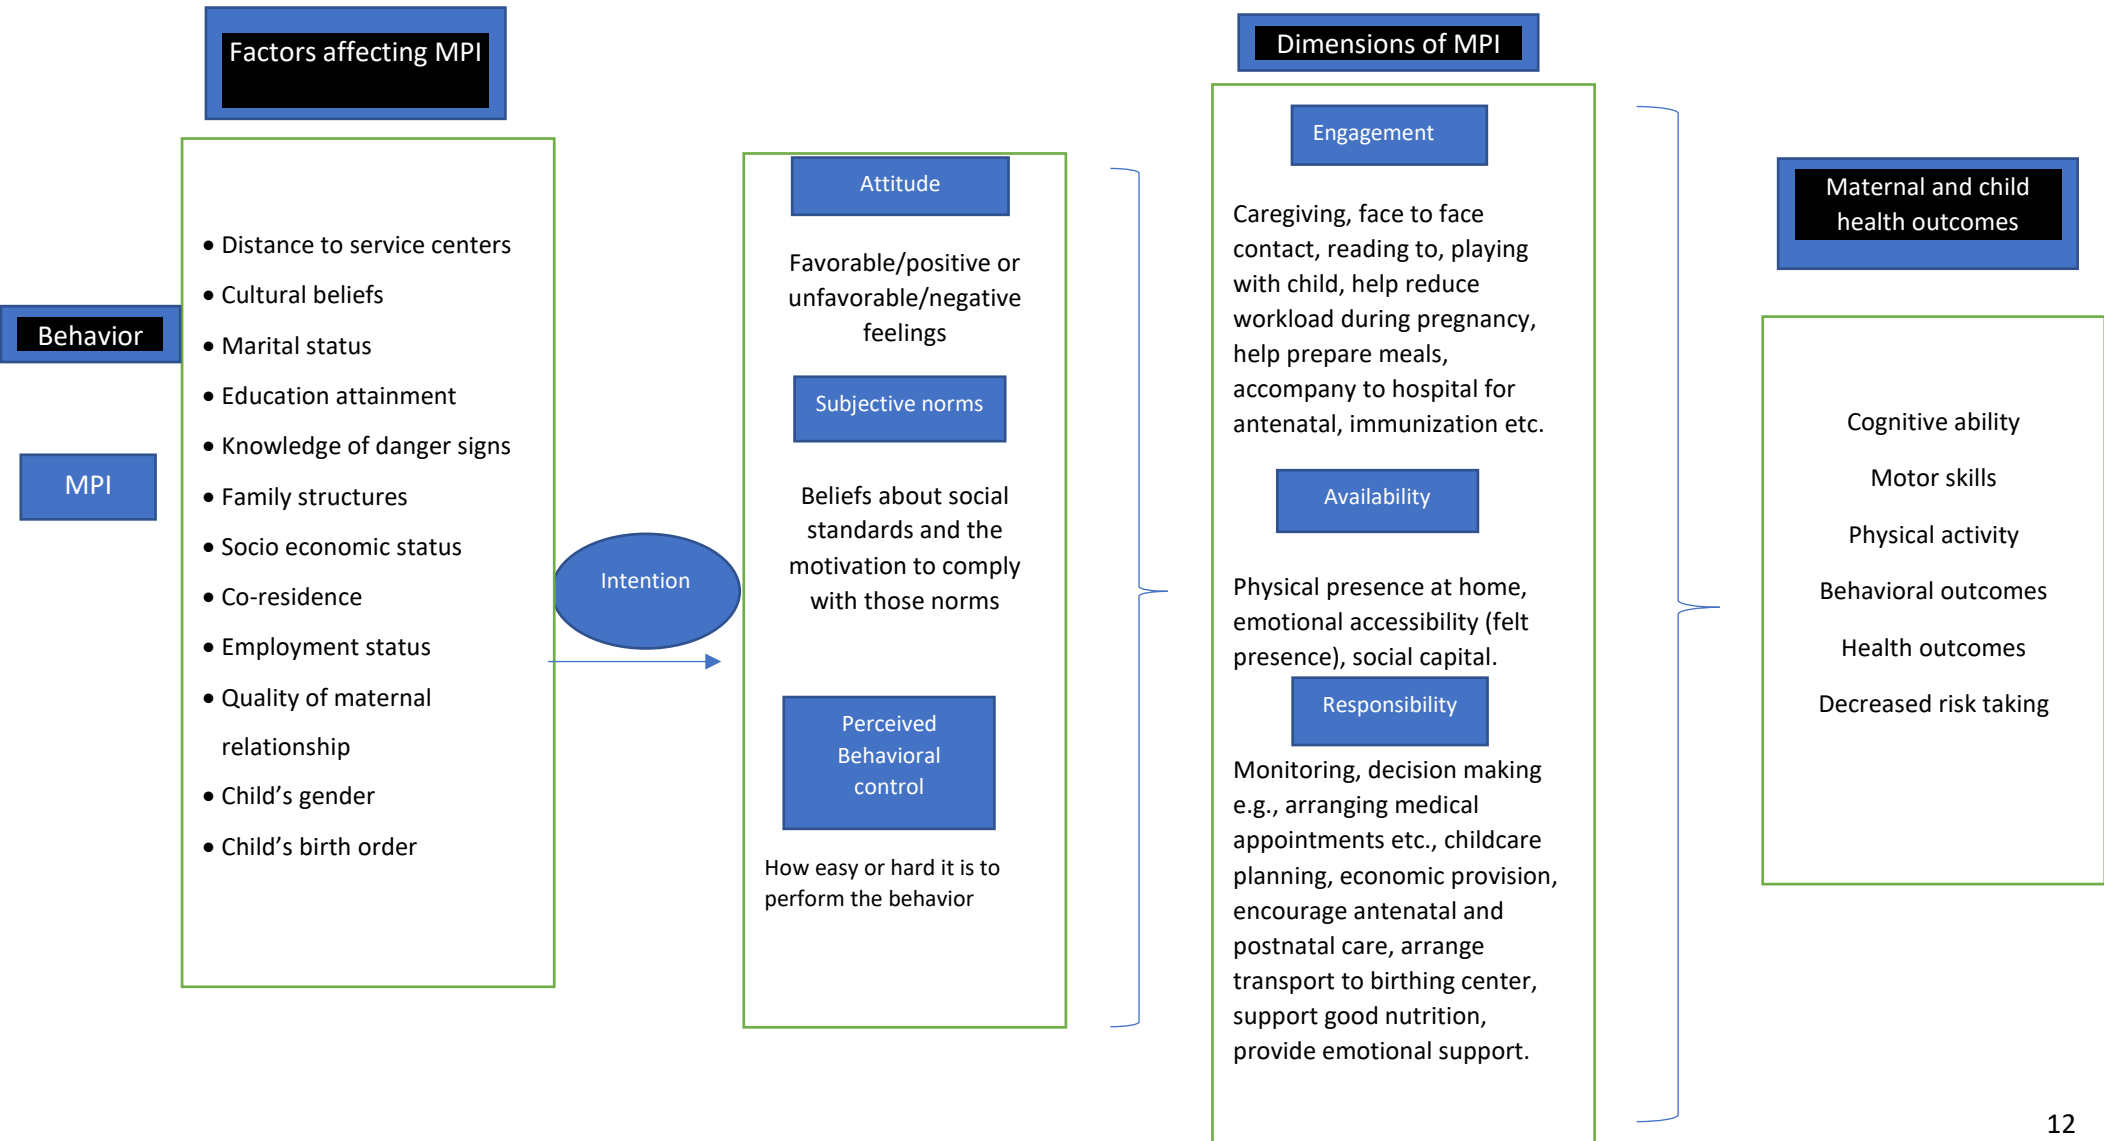 Behavior
MPI
Factors affecting MPI
• Distance to service centers
• Cultural beliefs
• Marital status
• Education attainment
• Knowledge of danger signs
• Family structures
• Socio economic status
• Co-residence
• Employment status
• Quality of maternal
relationship
• Child’s gender
• Child’s birth order
Intention
Attitude
Favorable/positive or
unfavorable/negative
feelings
Subjective norms
Beliefs about social
standards and the
motivation to comply
with those norms
Perceived
Behavioral
control
How easy or hard it is to
perform the behavior
Dimensions of MPI
Engagement
Caregiving, face to face
contact, reading to, playing
with child, help reduce
workload during pregnancy,
help prepare meals,
accompany to hospital for
antenatal, immunization etc.
Availability
Physical presence at home,
emotional accessibility (felt
presence), social capital.
Responsibility
Monitoring, decision making
e.g., arranging medical
appointments etc., childcare
planning, economic provision,
encourage antenatal and
postnatal care, arrange
transport to birthing center,
support good nutrition,
provide emotional support.
Maternal and child
health outcomes
Cognitive ability
Motor skills
Physical activity
Behavioral outcomes
Health outcomes
Decreased risk taking
12